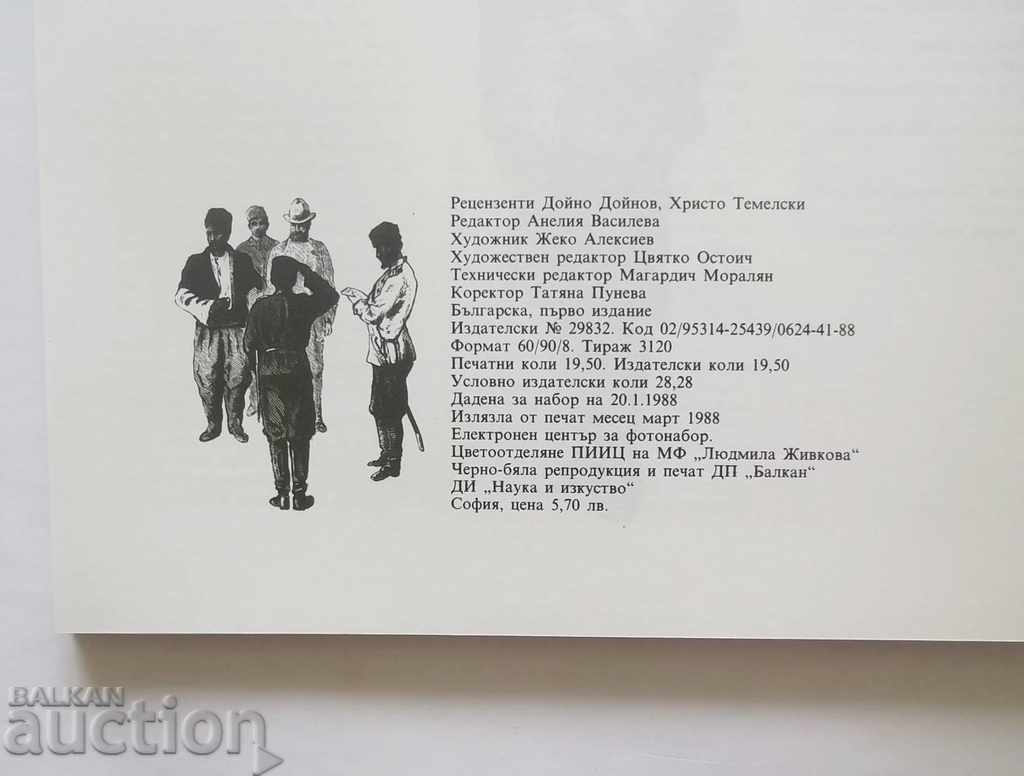 Рецензенти Дойно Дойнов, Христо Темелски
Редактор Анелия Василева
Художник Жеко Алексиев
Художествен редактор Цвятко Остоич
Технически редактор Магардич Моралян
Коректор Татяна Пунева
Българска, първо издание
Издателски № 29832. Код 02/95314-25439/0624-41-88
Формат 60/90/8. Тираж 3120
Печатни коли 19,50. Издателски коли 19,50
Условно издателски коли 28,28
Дадена за набор на 20.1.1988
Излязла от печат месец март 1988
Електронен център за фотонабор.
Цветоотделяне ПИИЦ на МФ „Людмила Живкова“
Черно-бяла репродукция и печат ДП „Балкан“
ДИ „Наука и изкуство“
София, цена 5,70 лв.
BALKAN
auction